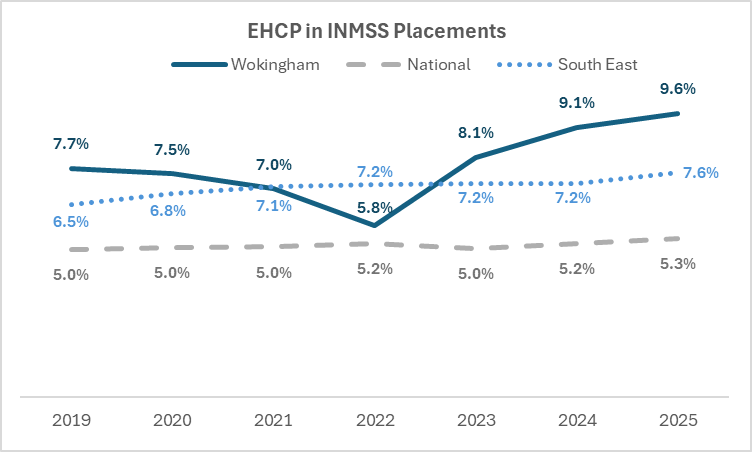 EHCP in INMSS Placements
Wokingham National South East
7.7% 7.5% 7.0% 5.8% 8.1% 9.1% 9.6%
6.5% 6.8% 7.1% 7.2% 7.2% 7.2% 7.6%
5.0% 5.0% 5.0% 5.2% 5.0% 5.2% 5.3%
2019 2020 2021 2022 2023 2024 2025